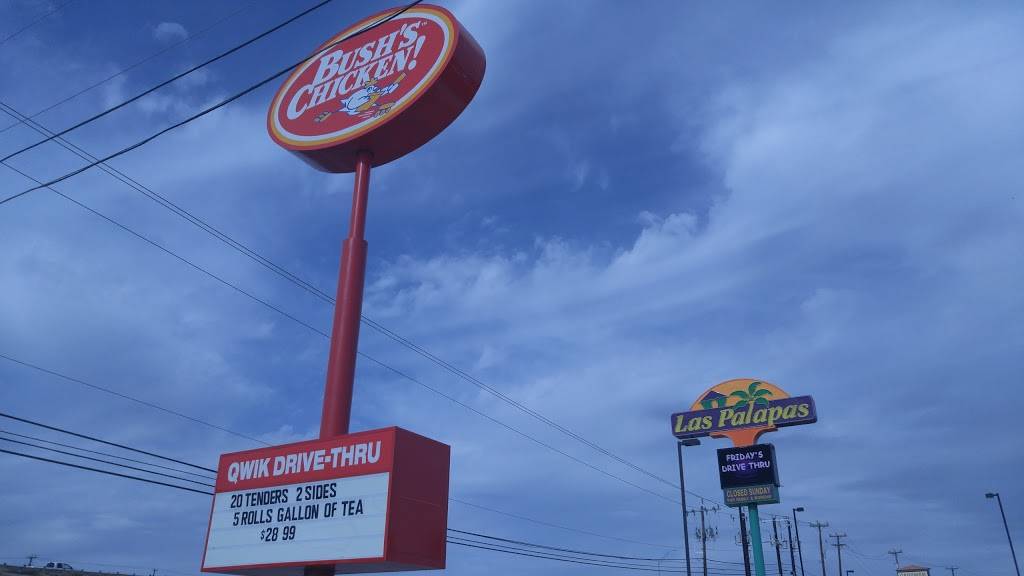 BUSH'S
CHICKEN!
QWIK DRIVE-THRU
20 TENDERS 2 SIDES
5 ROLLS GALLON OF TEA
$28 99
Las Palapas
FRIDAY'S
DRIVE THRU
CLOSED SUNDAY